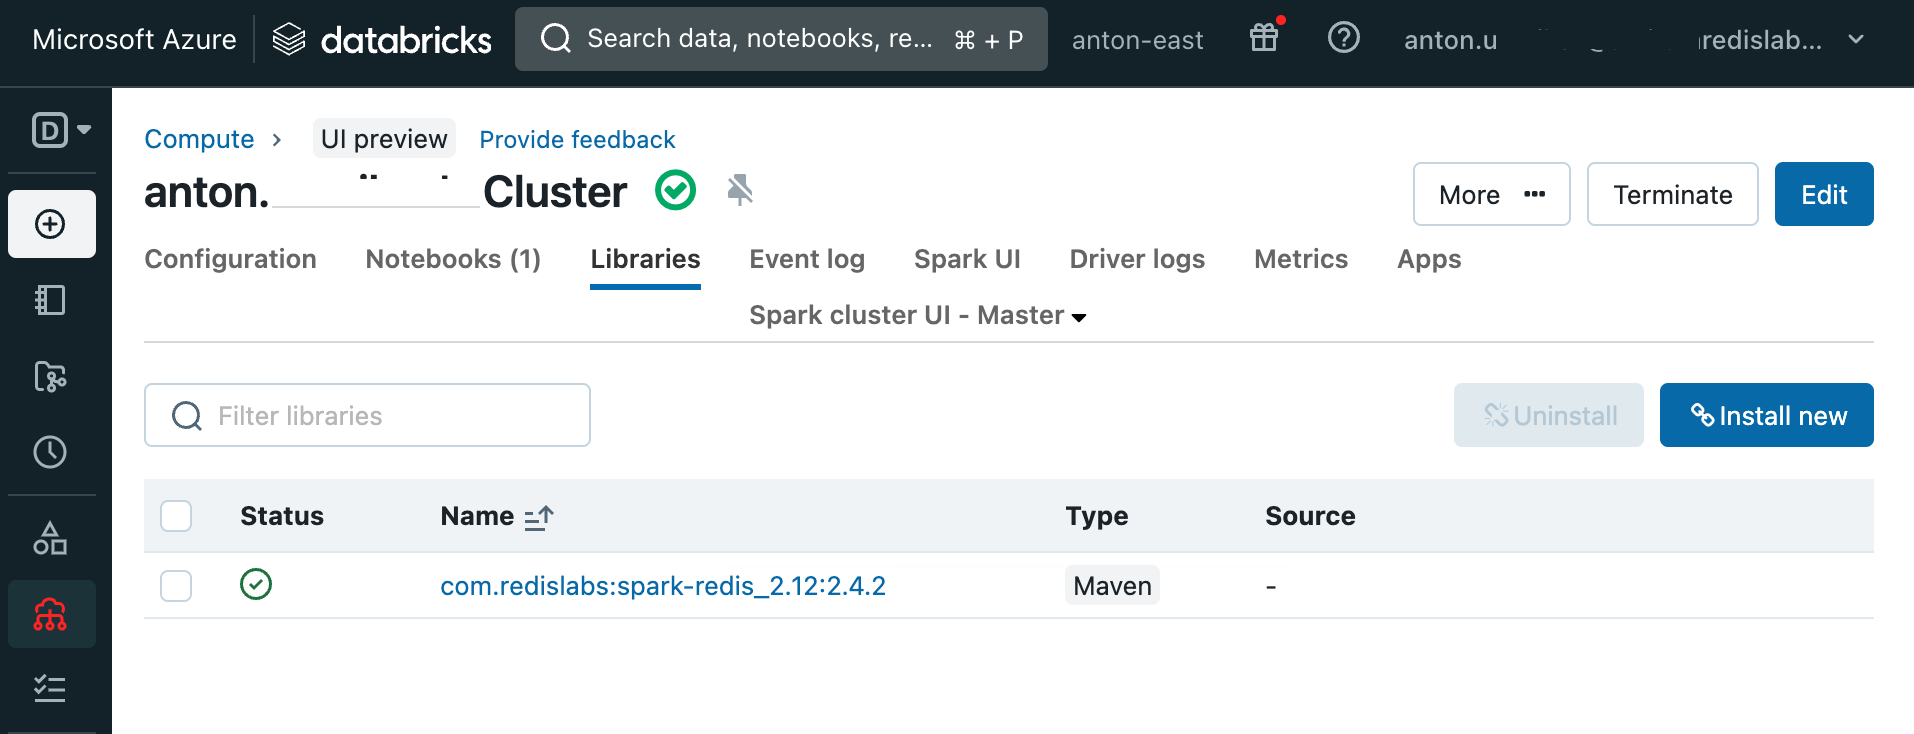 Microsoft Azure databricks Search data, notebooks, re... ⌘ + P anton-east anton.u redislab...
D
Compute > UI preview Provide feedback
anton. Cluster More ••• Terminate Edit
Configuration Notebooks (1) Libraries Event log Spark UI Driver logs Metrics Apps
Spark cluster UI - Master
Filter libraries Uninstall Install new
Status Name Type Source
com.redislabs:spark-redis_2.12:2.4.2 Maven -